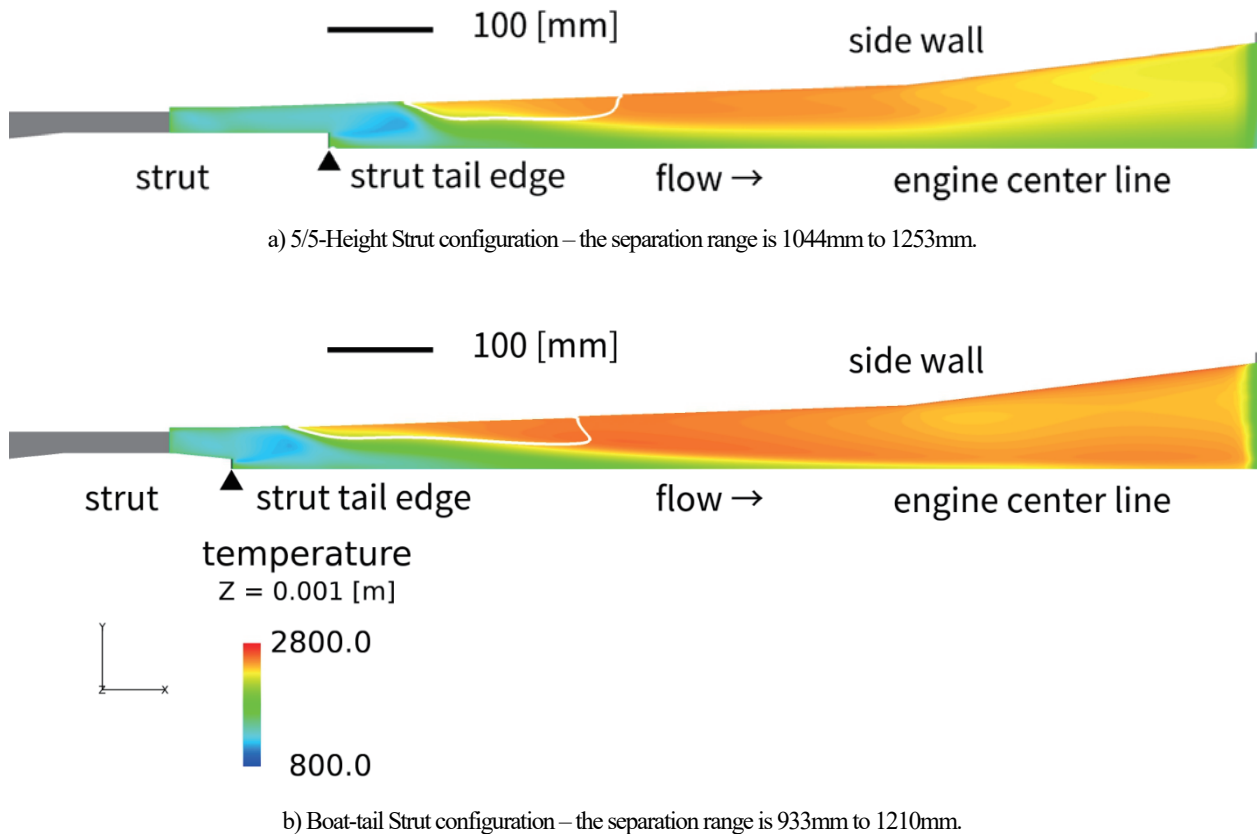 100 [mm]
side wall
strut
▲ strut tail edge
flow →
engine center line
a) 5/5-Height Strut configuration – the separation range is 1044mm to 1253mm.
100 [mm]
side wall
strut
▲ strut tail edge
flow →
engine center line
temperature
Z = 0.001 [m]
Y
Z
X
2800.0
800.0
b) Boat-tail Strut configuration – the separation range is 933mm to 1210mm.